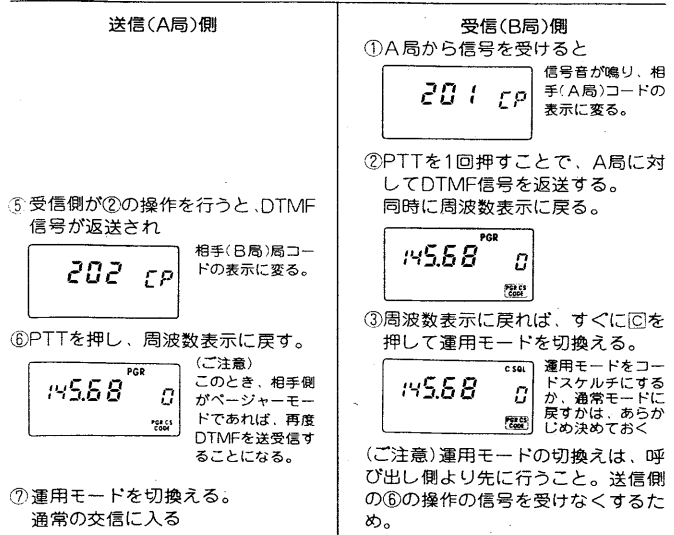 送信(A局)側
⑤受信側が②の操作を行うと、DTMF
信号が返送され
202 CP
相手(B局)局コー
ドの表示に変る。
⑥PTTを押し、周波数表示に戻す。
PGR
145.68 0
PGR CS
CODE
(ご注意)
このとき、相手側
がページャーモー
ドであれば、再度
DTMFを送受信す
ることになる。
⑦運用モードを切換える。
通常の交信に入る
受信(B局)側
①A局から信号を受けると
201 CP
信号音が鳴り、相
手(A局)コードの
表示に変る。
②PTTを1回押すことで、A局に対
してDTMF信号を返送する。
同時に周波数表示に戻る。
PGR
145.68 0
PGR CS
CODE
③周波数表示に戻れば、すぐに🄲を
押して運用モードを切換える。
C SQL
145.68 0
PGR CS
CODE
運用モードをコー
ドスケルチにする
か、通常モードに
戻すかは、あらか
じめ決めておく
(ご注意)運用モードの切換えは、呼
び出し側より先に行うこと。送信側
の⑥の操作の信号を受けなくするた
め。